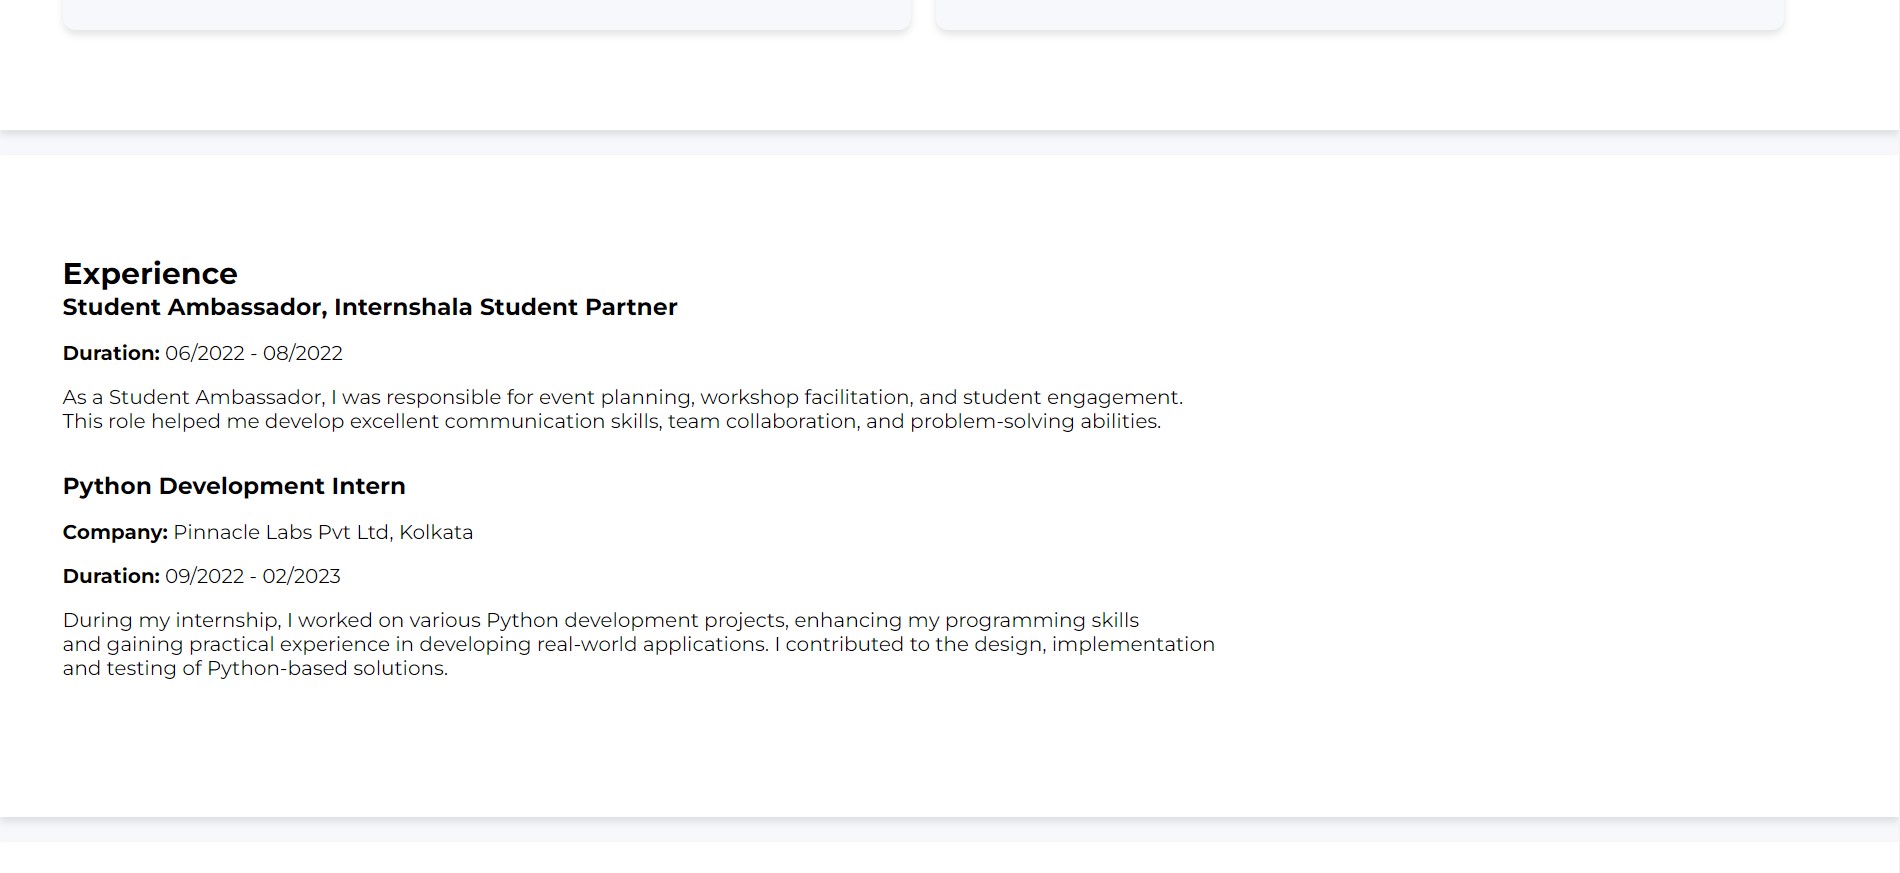 Experience
Student Ambassador, Internshala Student Partner
Duration: 06/2022 - 08/2022
As a Student Ambassador, I was responsible for event planning, workshop facilitation, and student engagement.
This role helped me develop excellent communication skills, team collaboration, and problem-solving abilities.
Python Development Intern
Company: Pinnacle Labs Pvt Ltd, Kolkata
Duration: 09/2022 - 02/2023
During my internship, I worked on various Python development projects, enhancing my programming skills
and gaining practical experience in developing real-world applications. I contributed to the design, implementation
and testing of Python-based solutions.